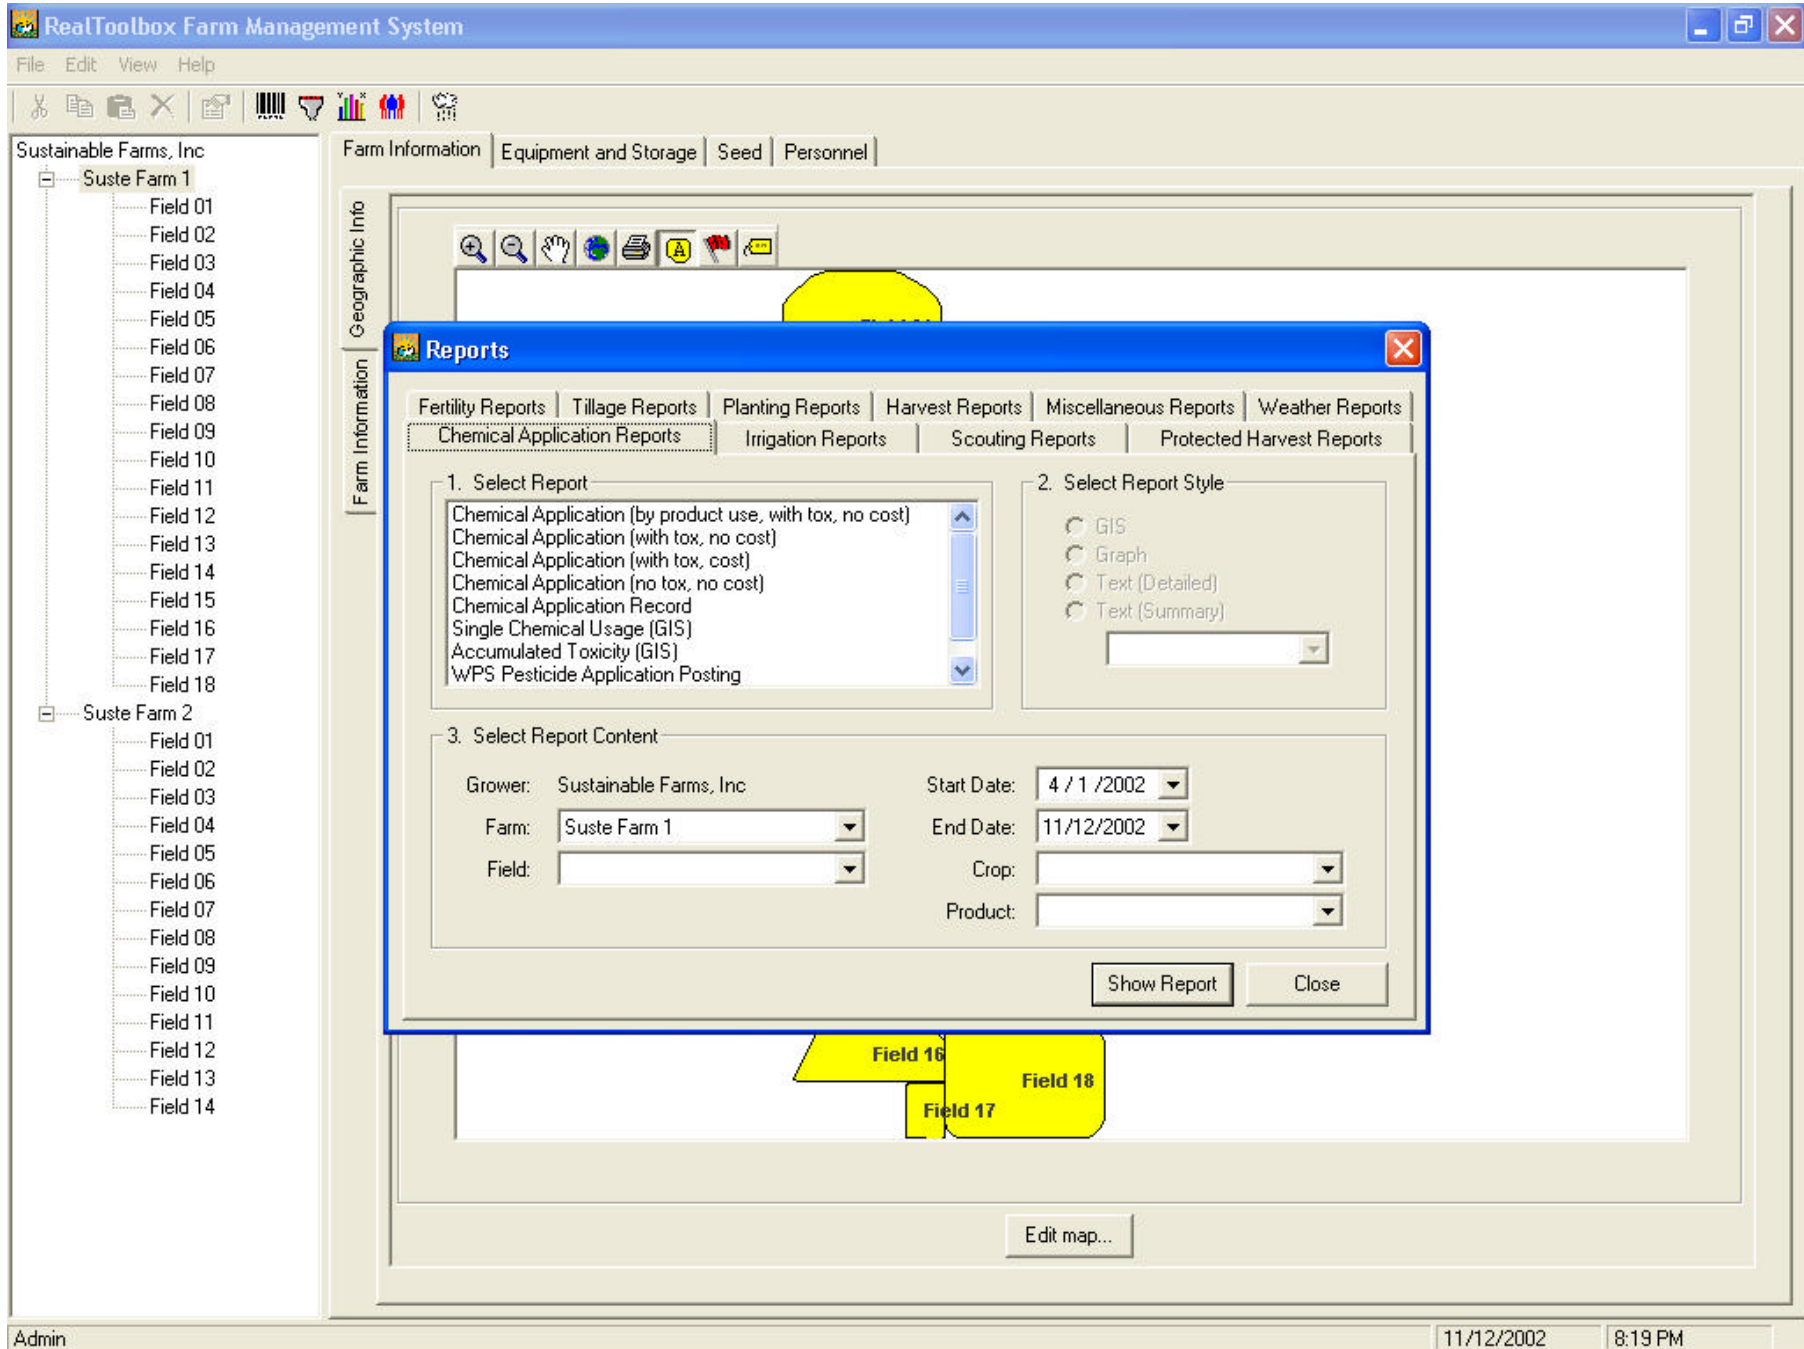 RealToolbox Farm Management System
File Edit View Help
Sustainable Farms, Inc
Suste Farm 1
Field 01
Field 02
Field 03
Field 04
Field 05
Field 06
Field 07
Field 08
Field 09
Field 10
Field 11
Field 12
Field 13
Field 14
Field 15
Field 16
Field 17
Field 18
Suste Farm 2
Field 01
Field 02
Field 03
Field 04
Field 05
Field 06
Field 07
Field 08
Field 09
Field 10
Field 11
Field 12
Field 13
Field 14
Farm Information Equipment and Storage Seed Personnel
Geographic Info
Farm Information
A
Reports
Fertility Reports Tillage Reports Planting Reports Harvest Reports Miscellaneous Reports Weather Reports
Chemical Application Reports Irrigation Reports Scouting Reports Protected Harvest Reports
1. Select Report
Chemical Application (by product use, with tox, no cost)
Chemical Application (with tox, no cost)
Chemical Application (with tox, cost)
Chemical Application (no tox, no cost)
Chemical Application Record
Single Chemical Usage (GIS)
Accumulated Toxicity (GIS)
WPS Pesticide Application Posting
2. Select Report Style
GIS
Graph
Text (Detailed)
Text (Summary)
3. Select Report Content
Grower: Sustainable Farms, Inc
Farm: Suste Farm 1
Field:
Start Date: 4 / 1 /2002
End Date: 11/12/2002
Crop:
Product:
Show Report Close
Field 16
Field 18
Field 17
Edit map...
Admin 11/12/2002 8:19 PM